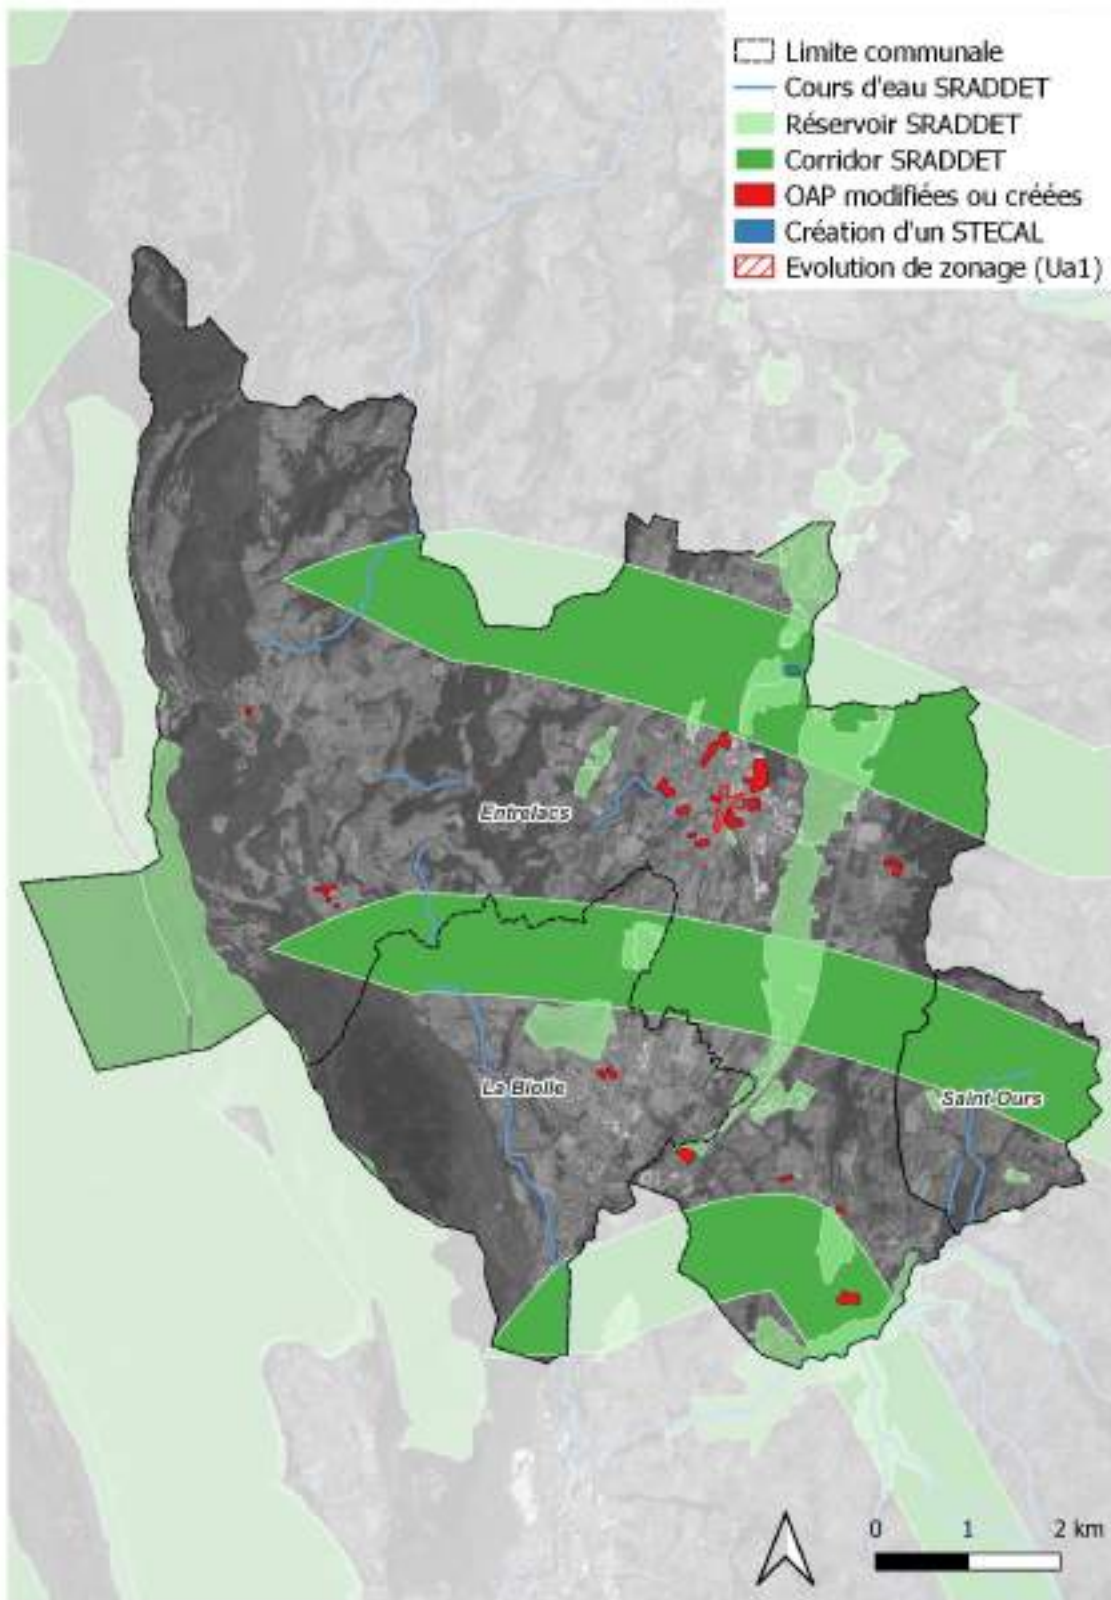 Limite communale
Cours d'eau SRADDET
Réservoir SRADDET
Corridor SRADDET
OAP modifiées ou créées
Création d'un STECAL
Evolution de zonage (Ua1)
Entrelacs
La Biolle
Saint-Ours
0 1 2 km